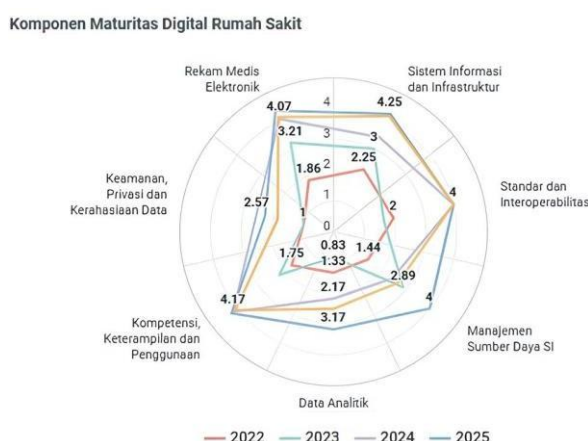 Komponen Maturitas Digital Rumah Sakit
Rekam Medis
Elektronik
Sistem Informasi
dan Infrastruktur
4.07
4
4.25
3.21
3
3
1.86
2
2.25
Keamanan,
Privasi dan
Kerahasiaan Data
2.57
1
1
2
4
Standar dan
Interoperabilitas
0
1.75
0.83
1.33
1.44
2.17
2.89
4.17
3.17
4
Kompetensi,
Keterampilan dan
Penggunaan
Manajemen
Sumber Daya SI
Data Analitik
2022 2023 2024 2025